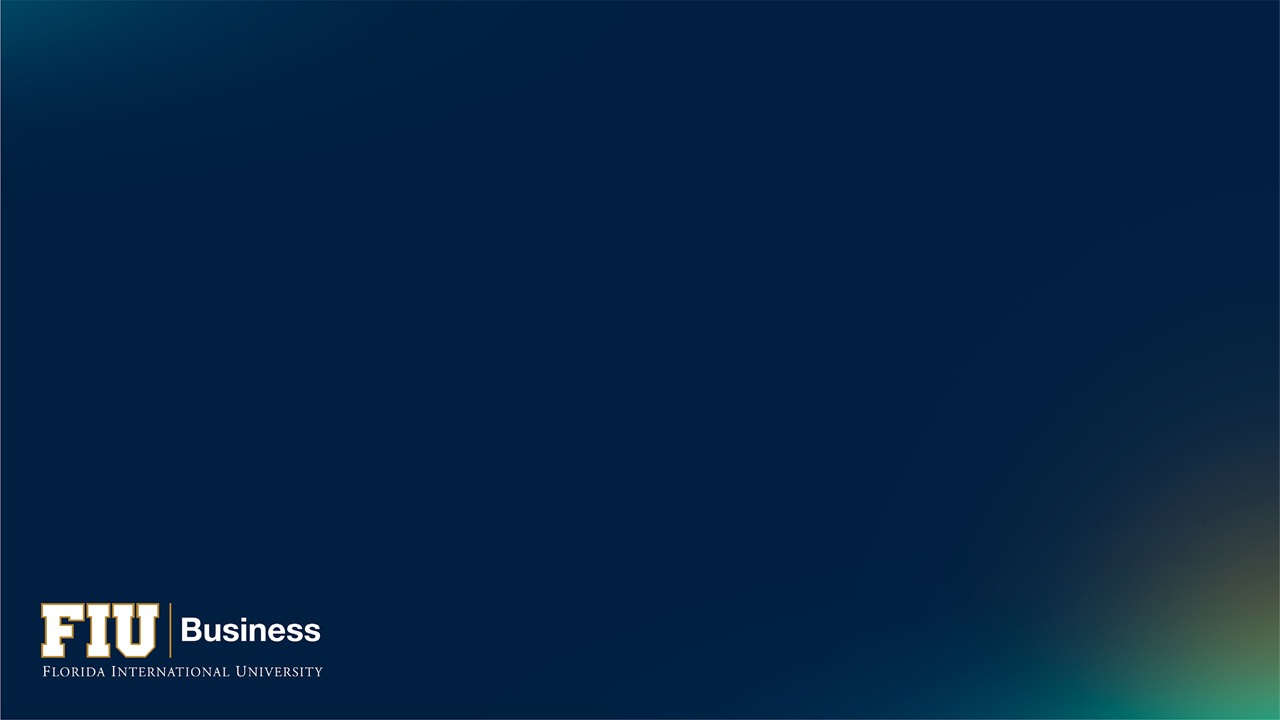 FIU Business
FLORIDA INTERNATIONAL UNIVERSITY